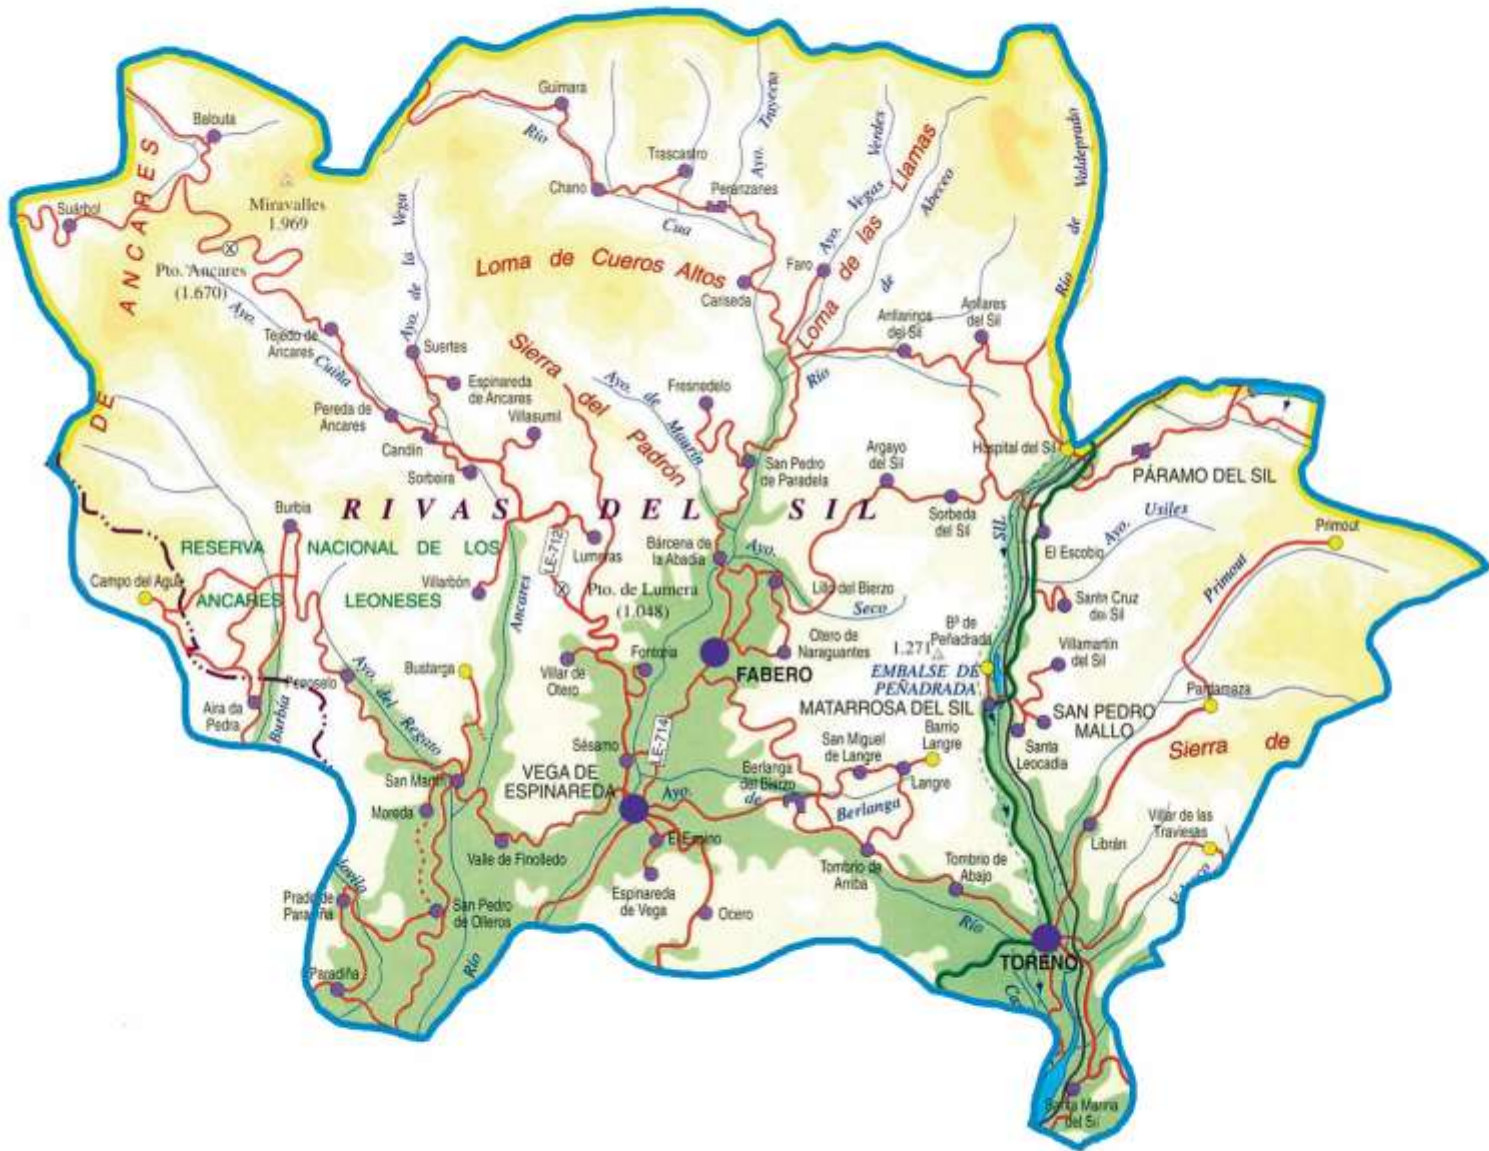 Guimara
Balouta
Río
Trascastro
Ayo. Trayecto
Verdes
Llamas
Valdeprado
ANCARES
Miravalles
1.969
Chano
Peranzanes
Vegas
Abeceo
Suárbol
Vega
Cua
Ayo.
de
Pto. Ancares
(1.670)
Ayo. de la
Loma de Cueros Altos
Faro
las
de
Río
Cariseda
Loma de
Anllarinos
del Sil
Anllares
del Sil
Ayo.
Tejedo de
Ancares
Suertes
Sierra
Cuiña
Espinareda
de Ancares
Ayo. de Maurín
Fresnedelo
Río
DE
Pereda de
Ancares
Villasumil
del
Candín
Padrón
Argayo
del Sil
Hospital del Sil
Sorbeira
San Pedro
de Paradela
PÁRAMO DEL SIL
RIVAS DEL SIL
Burbia
Sorbeda
del Sil
SIL
Ayo. Usiles
Primout
RESERVA NACIONAL DE LOS
LE-712
Lumeras
Bárcena de
la Abadía
Ayo.
El Escobio
Campo del Agua
Villarbón
Pto. de Lumera
(1.048)
Lillo del Bierzo
Primout
ANCARES LEONESES
Ancares
Seco
Santa Cruz
del Sil
Otero de
Naraguantes
Bº de
Peñadrada
1.271
Villamartín
del Sil
Ayo. del Regato
Bustarga
Villar de
Otero
Fontoria
FABERO
EMBALSE DE
PEÑADRADA
Penoselo
Pardamaza
Aira da
Pedra
Burbia
MATARROSA DEL SIL
SAN PEDRO
MALLO
LE-714
San Miguel
de Langre
Barrio
Langre
Santa
Leocadia
Sierra de
Sésamo
VEGA DE
ESPINAREDA
Berlanga
del Bierzo
Langre
San Martín
Ayo. de Berlanga
Moreda
Villar de las
Traviesas
El Espino
Librán
Valle de Finolledo
Tombrio de
Arriba
Tombrio de
Abajo
Prado de
Paradiña
San Pedro
de Olleros
Espinareda
de Vega
Ocero
Río
Río
TORENO
Paradiña
Santa Marina
del Sil